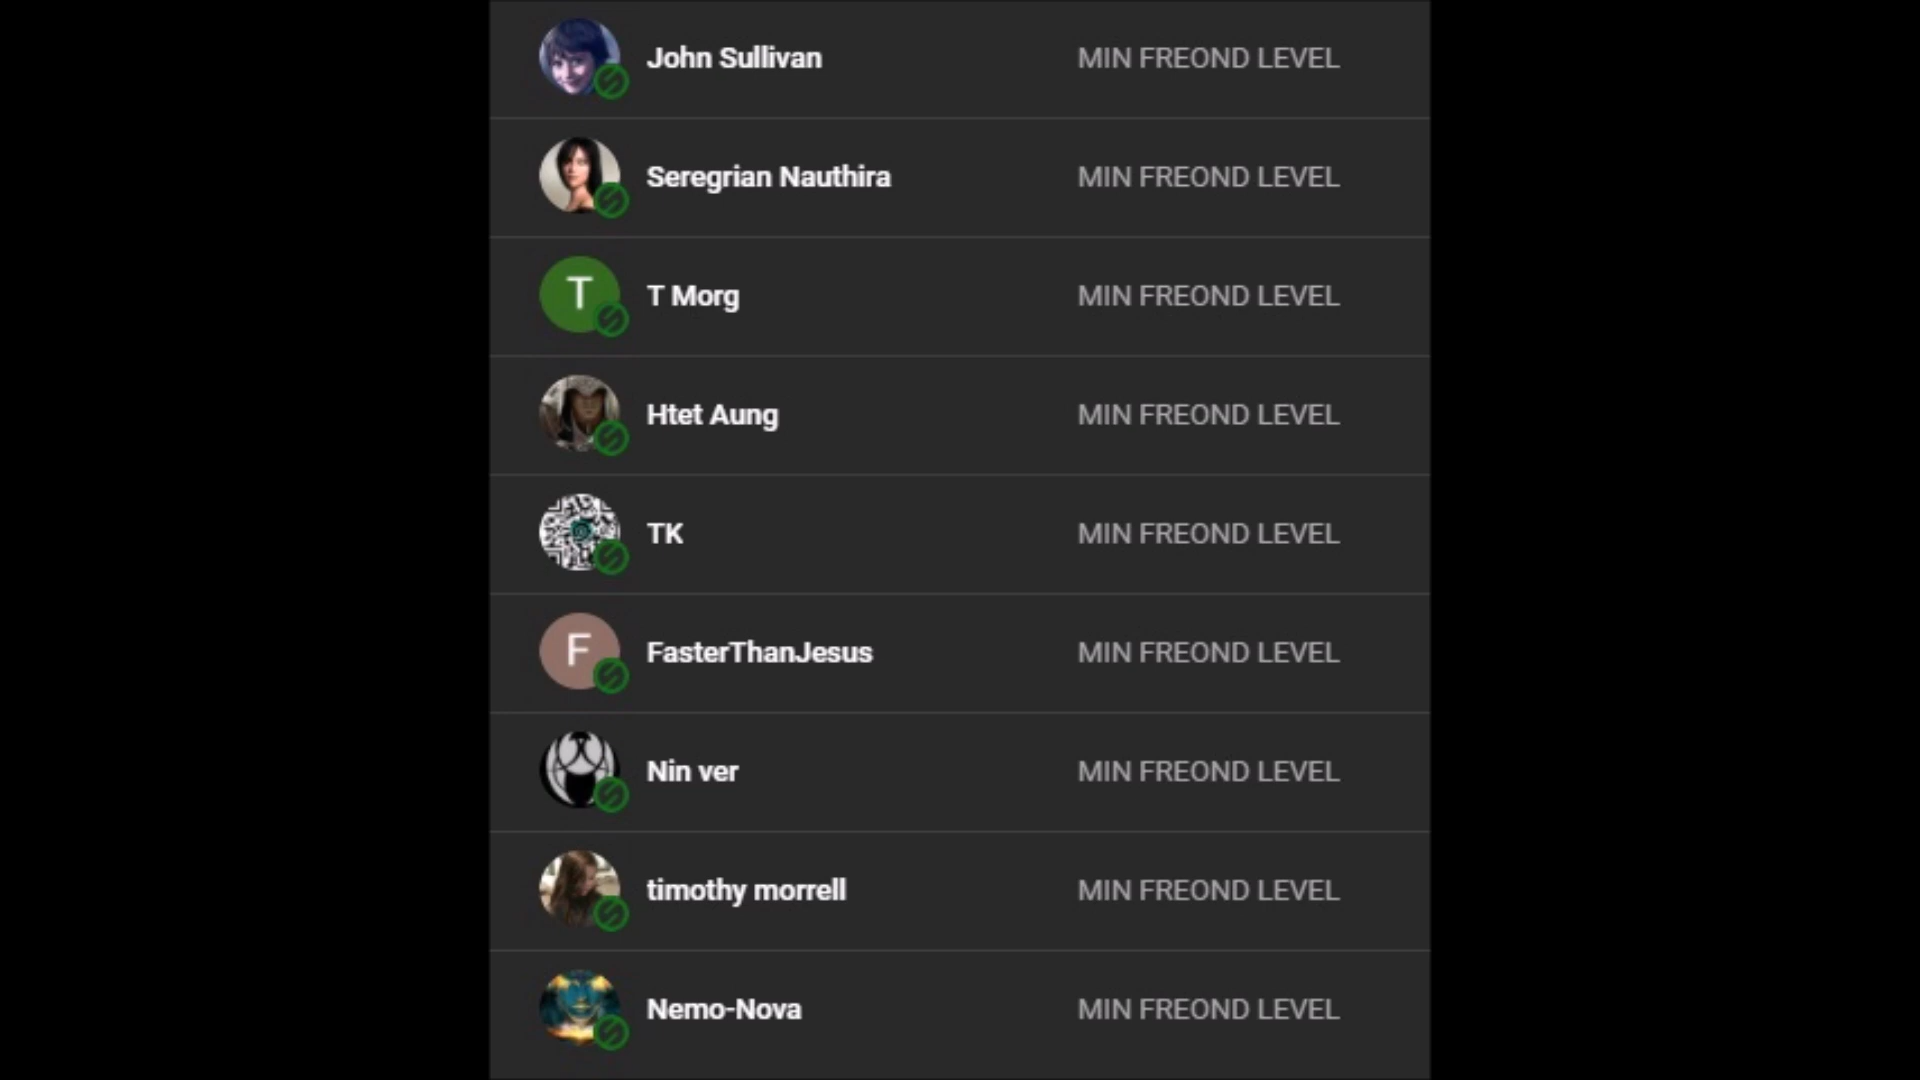 John Sullivan MIN FREOND LEVEL
Seregrian Nauthira MIN FREOND LEVEL
T
T Morg MIN FREOND LEVEL
Htet Aung MIN FREOND LEVEL
TK MIN FREOND LEVEL
F
FasterThanJesus MIN FREOND LEVEL
Nin ver MIN FREOND LEVEL
timothy morrell MIN FREOND LEVEL
Nemo-Nova MIN FREOND LEVEL